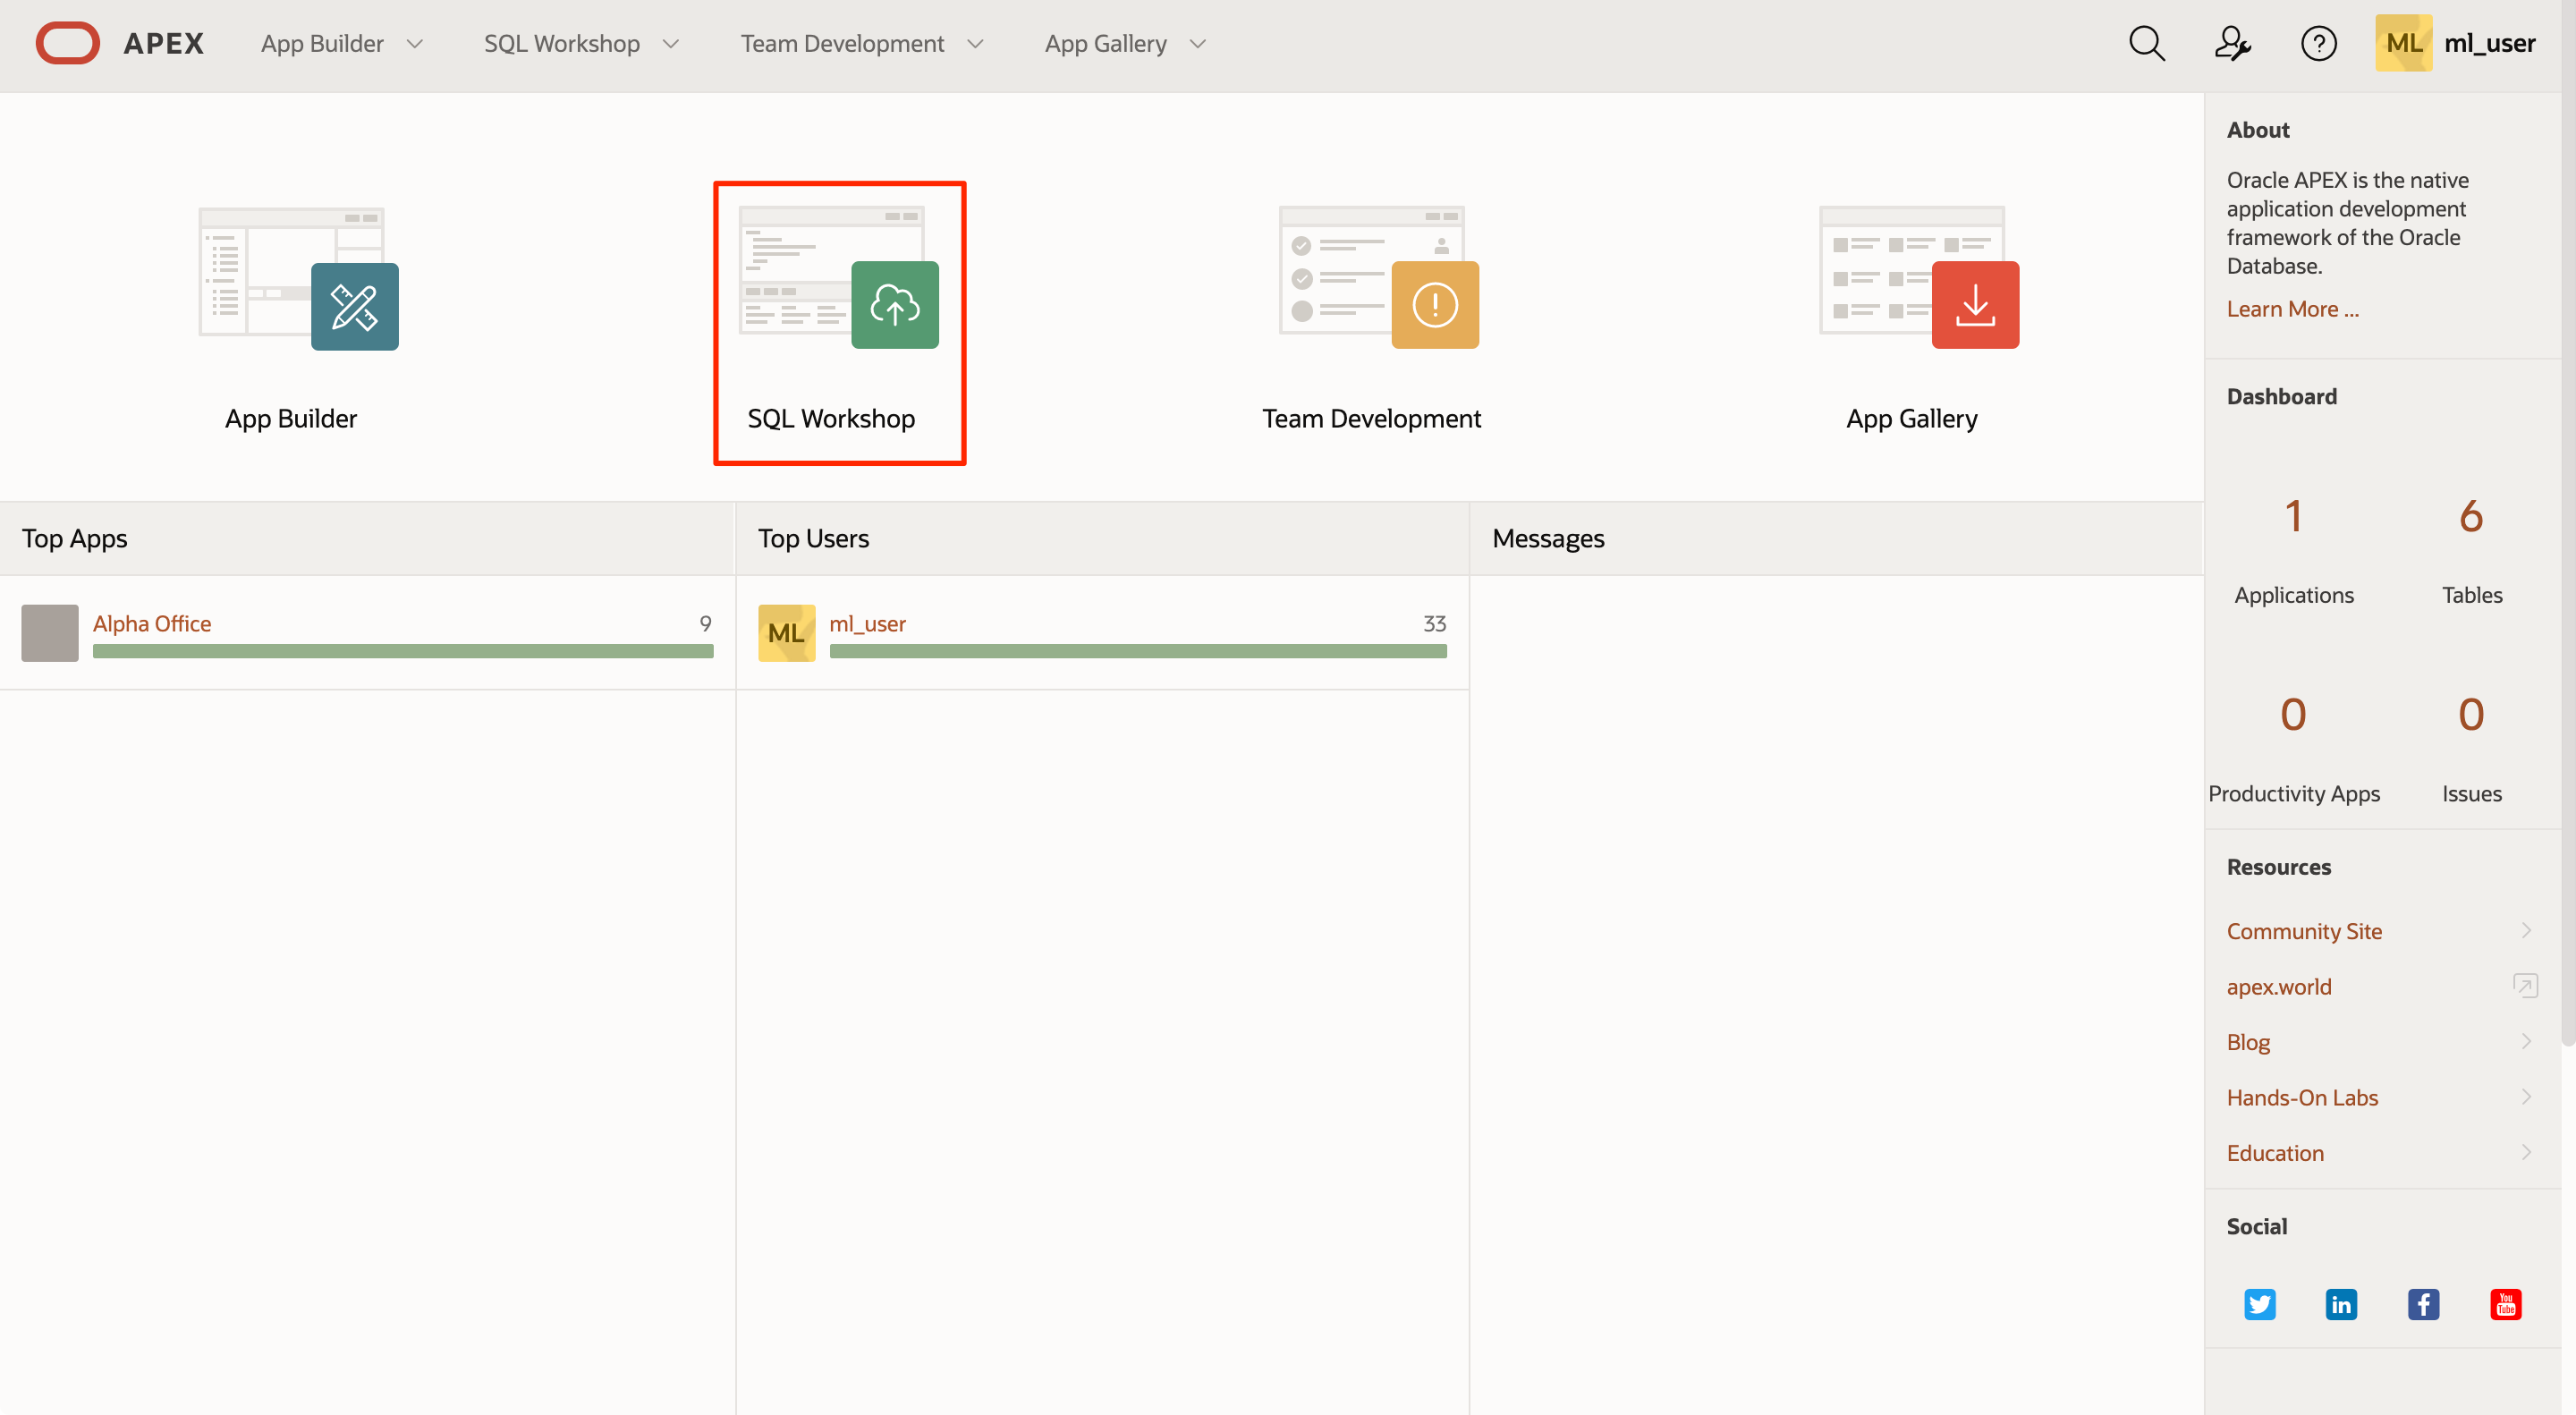 APEX
App Builder
SQL Workshop
Team Development
App Gallery
ML
ml_user
App Builder
SQL Workshop
Team Development
App Gallery
Top Apps
Alpha Office
9
Top Users
ML
ml_user
33
Messages
About
Oracle APEX is the native
application development
framework of the Oracle
Database.
Learn More ...
Dashboard
1
6
Applications
Tables
0
0
Productivity Apps
Issues
Resources
Community Site
apex.world
Blog
Hands-On Labs
Education
Social
in
f
You
Tube